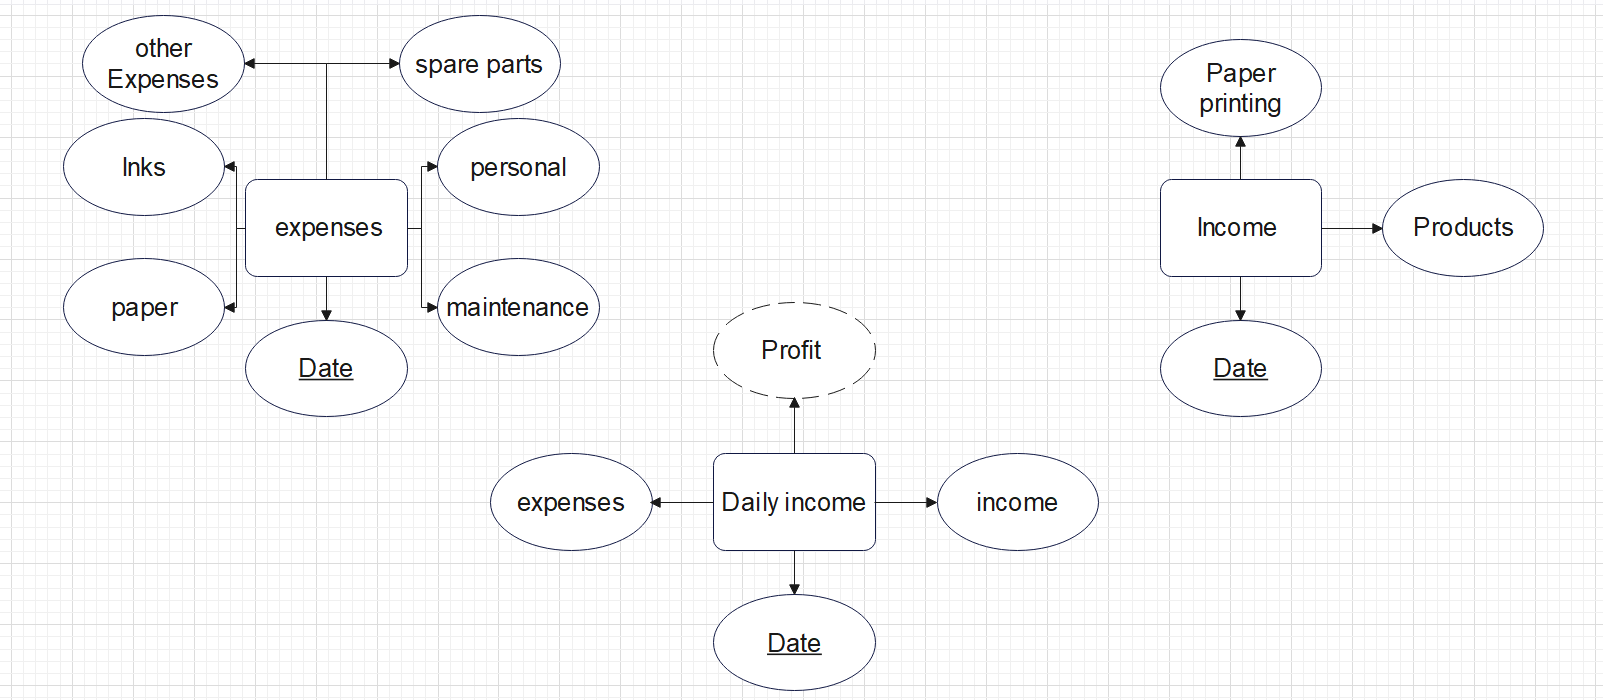 other
Expenses
spare parts
Inks
personal
expenses
paper
maintenance
Date
Paper
printing
Income
Products
Date
Profit
expenses
Daily income
income
Date